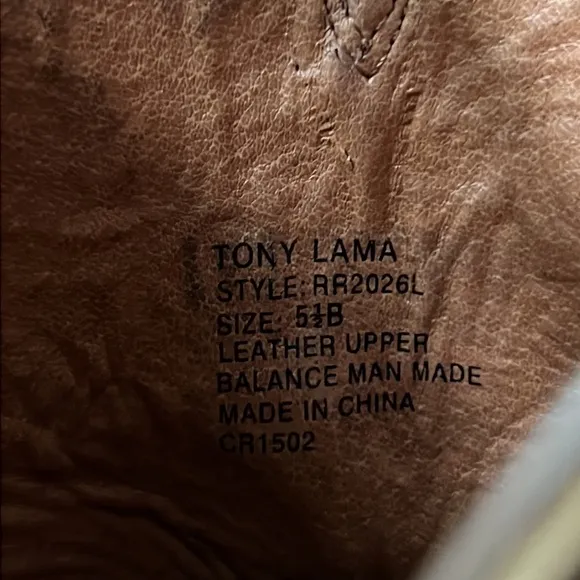 TONY LAMA
STYLE: RR2026L
SIZE: 5½B
LEATHER UPPER
BALANCE MAN MADE
MADE IN CHINA
CR1502